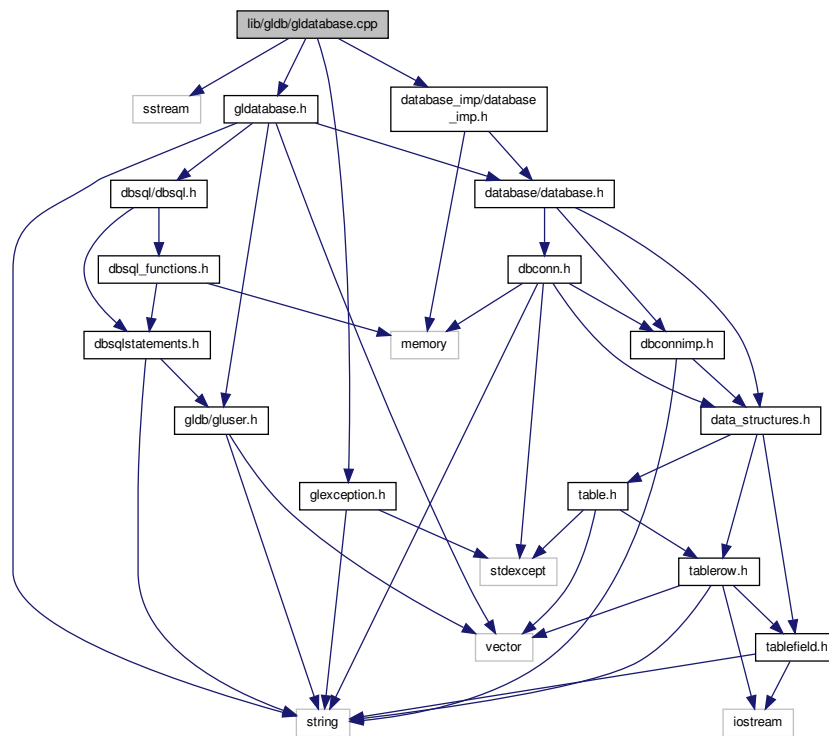 lib/gldb/gldatabase.cpp
sstream
gldatabase.h
database_imp/database
_imp.h
dbsql/dbsql.h
database/database.h
dbsql_functions.h
dbconn.h
dbsqlstatements.h
memory
dbconnimp.h
gldb/gluser.h
data_structures.h
glexception.h
table.h
stdexcept
tablerow.h
vector
tablefield.h
string
iostream